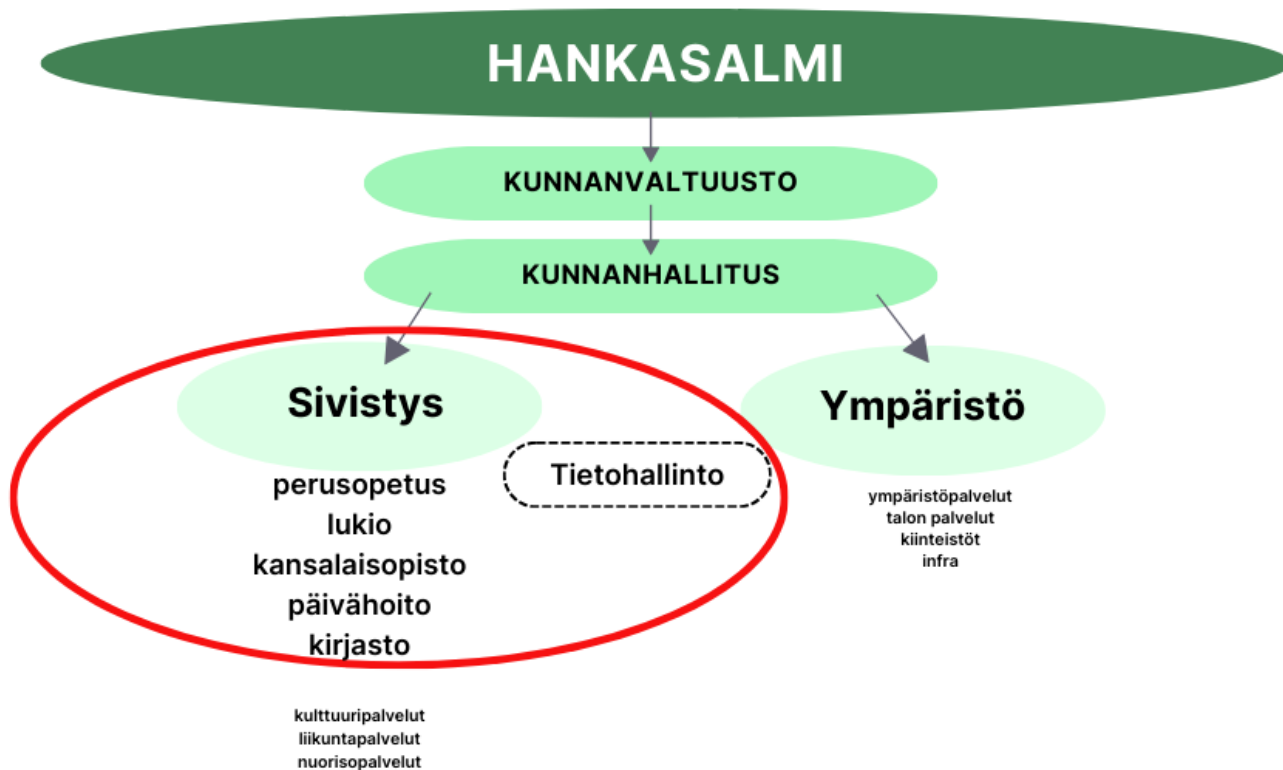 HANKASALMI
KUNNANVALTUUSTO
KUNNANHALLITUS
Sivistys
perusopetus
lukio
kansalaisopisto
päivähoito
kirjasto
kulttuuripalvelut
liikuntapalvelut
nuorisopalvelut
Tietohallinto
Ympäristö
ympäristöpalvelut
talon palvelut
kiinteistöt
infra